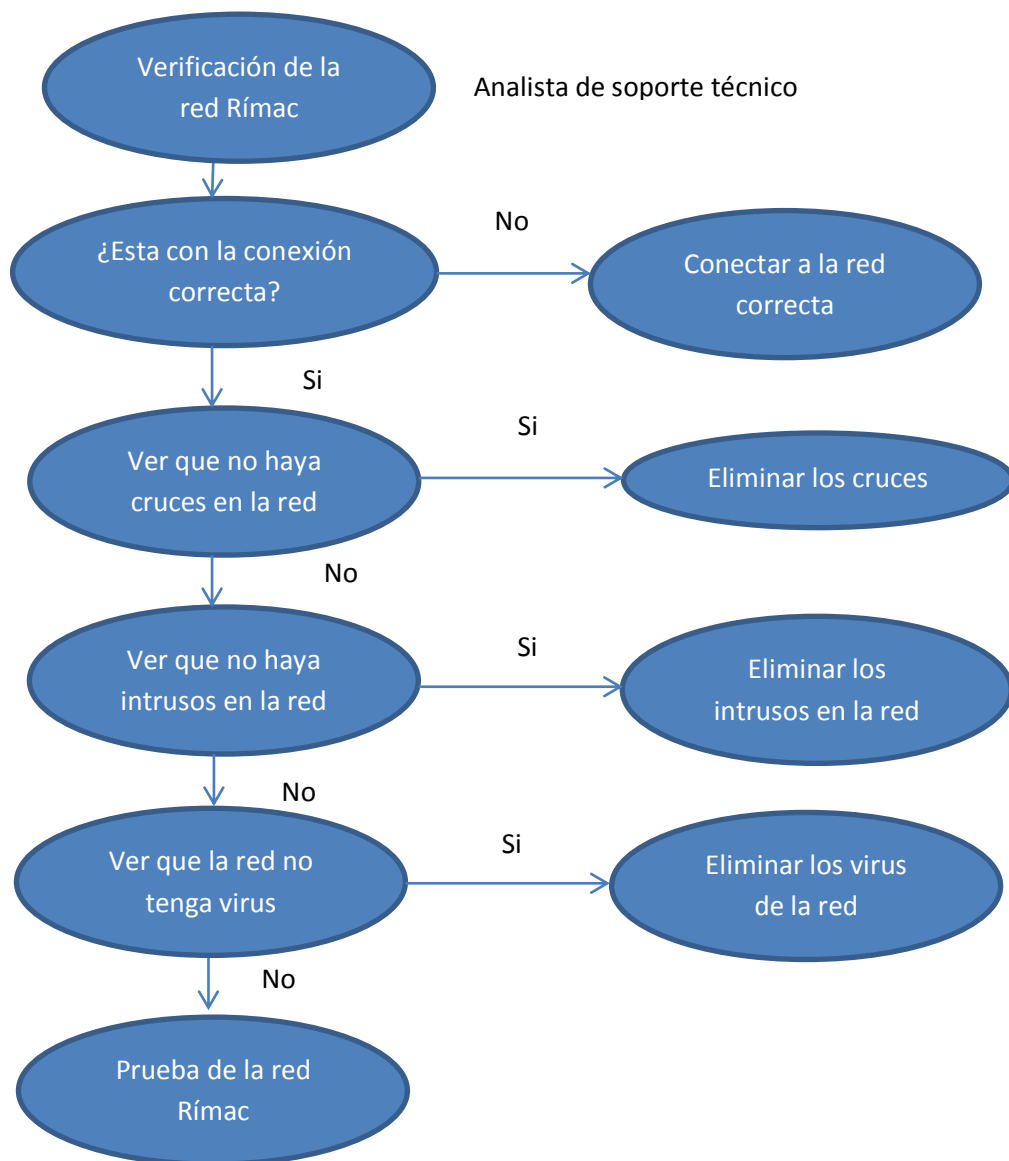 Verificación de la
red Rímac
Analista de soporte técnico
¿Esta con la conexión
correcta?
No
Conectar a la red
correcta
Si
Ver que no haya
cruces en la red
Si
Eliminar los cruces
No
Ver que no haya
intrusos en la red
Si
Eliminar los
intrusos en la red
No
Ver que la red no
tenga virus
Si
Eliminar los virus
de la red
No
Prueba de la red
Rímac